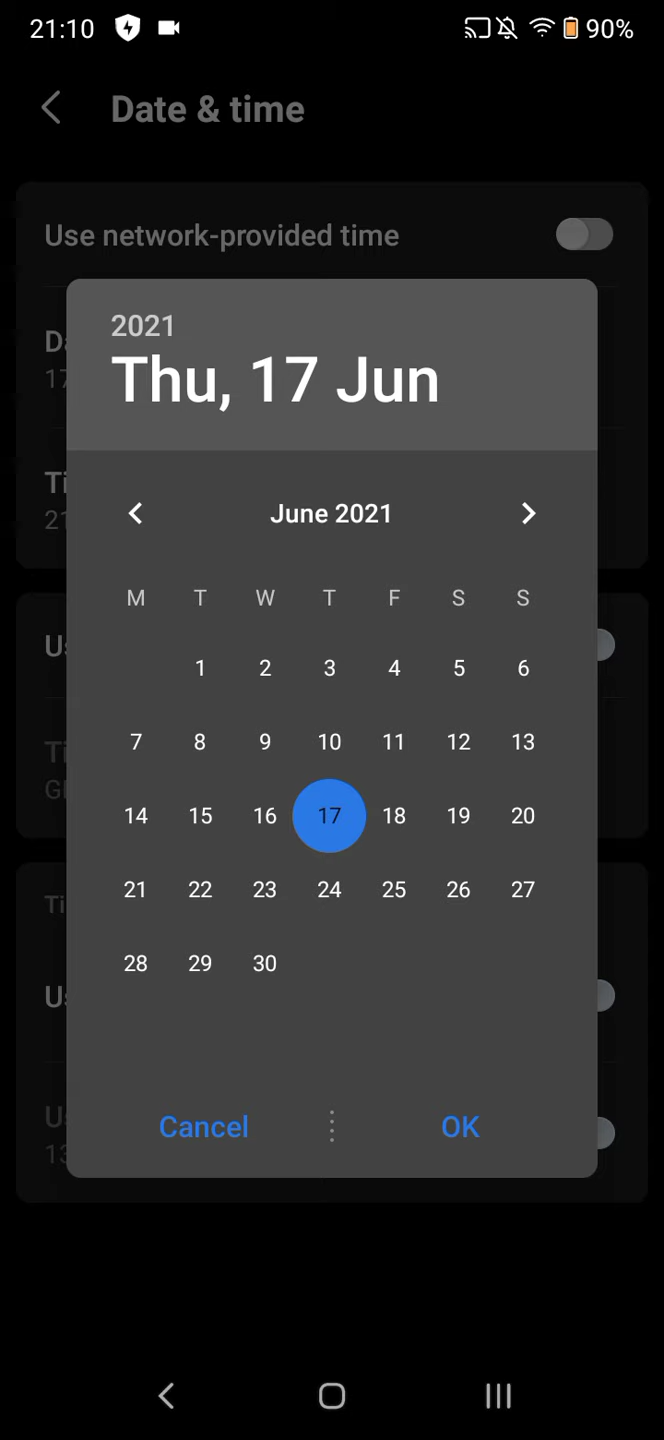 21:10 90%
Date & time
Use network-provided time
2021
Thu, 17 Jun
June 2021
M T W T F S S
1 2 3 4 5 6
7 8 9 10 11 12 13
14 15 16 17 18 19 20
21 22 23 24 25 26 27
28 29 30
Cancel OK